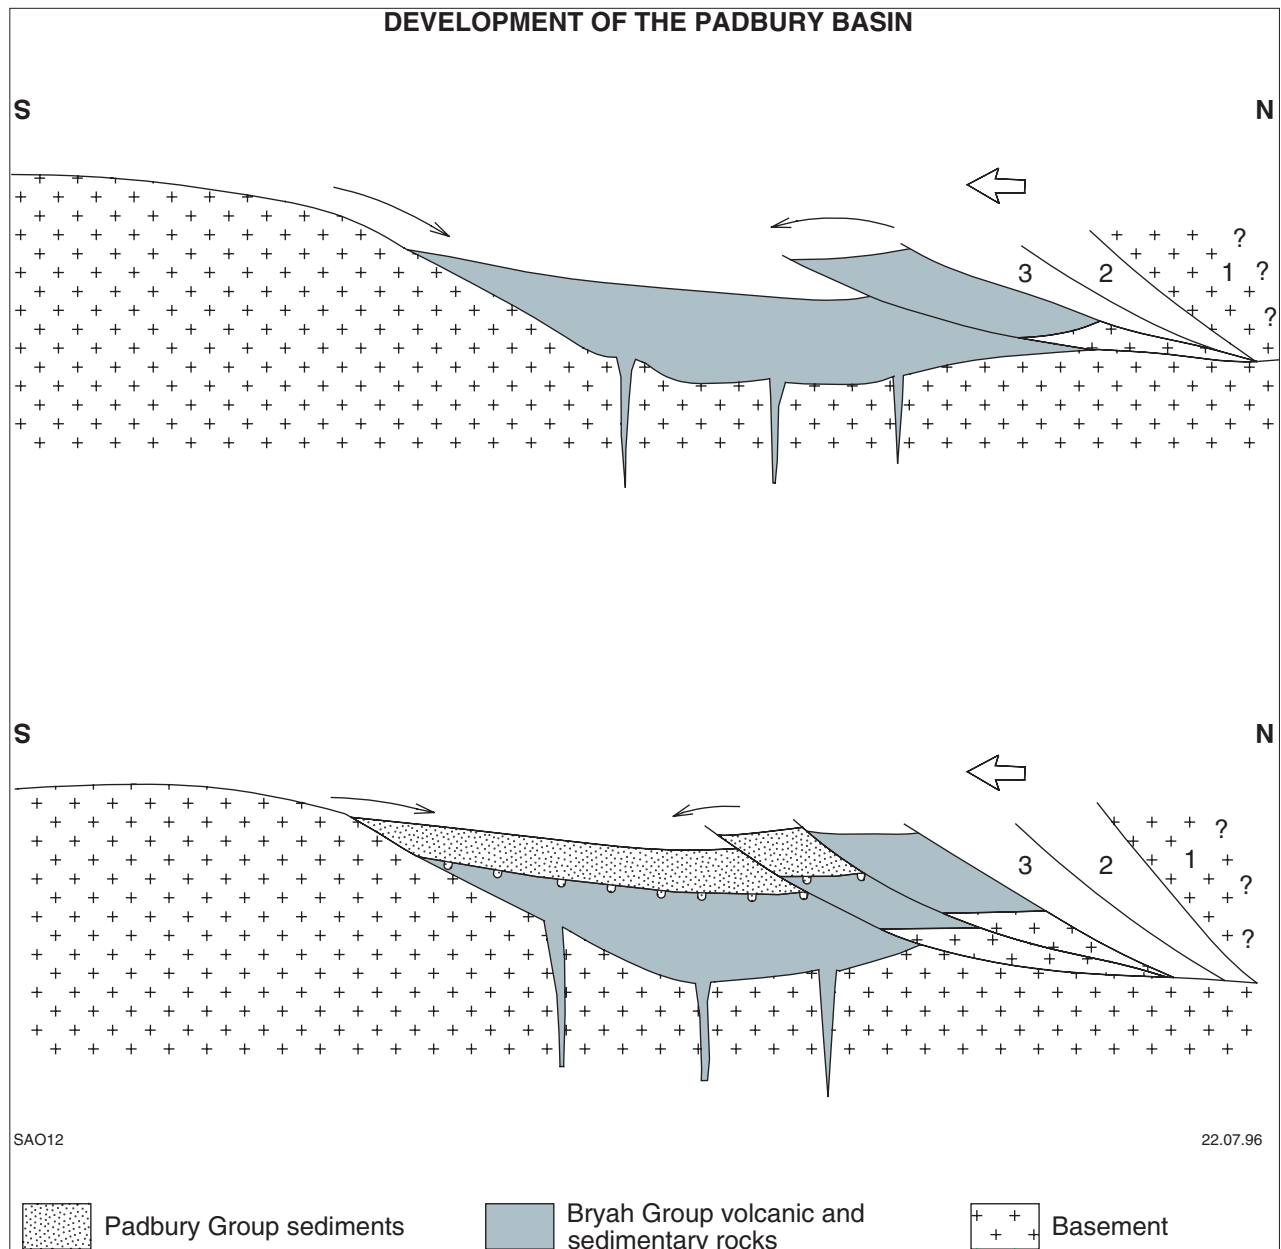 DEVELOPMENT OF THE PADBURY BASIN
S N
?
3 2 1 ?
?
S N
?
3 2 1
?
?
SAO12 22.07.96
Padbury Group sediments
Bryah Group volcanic and
sedimentary rocks
Basement